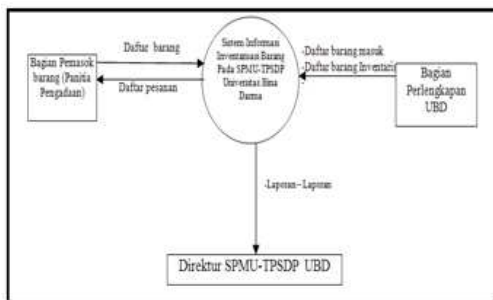 Daftar barang
Bagian Pemasok
barang (Panitia
Pengadaan)
Daftar pesanan
Sistem Informasi
Inventarisasi Barang
Pada SPMU-TPSDP
Universitas Bina
Darma
-Daftar barang masuk
-Daftar barang Inventaris
-
Bagian
Perlengkapan
UBD
-Laporan – Laporan
Direktur SPMU-TPSDP UBD